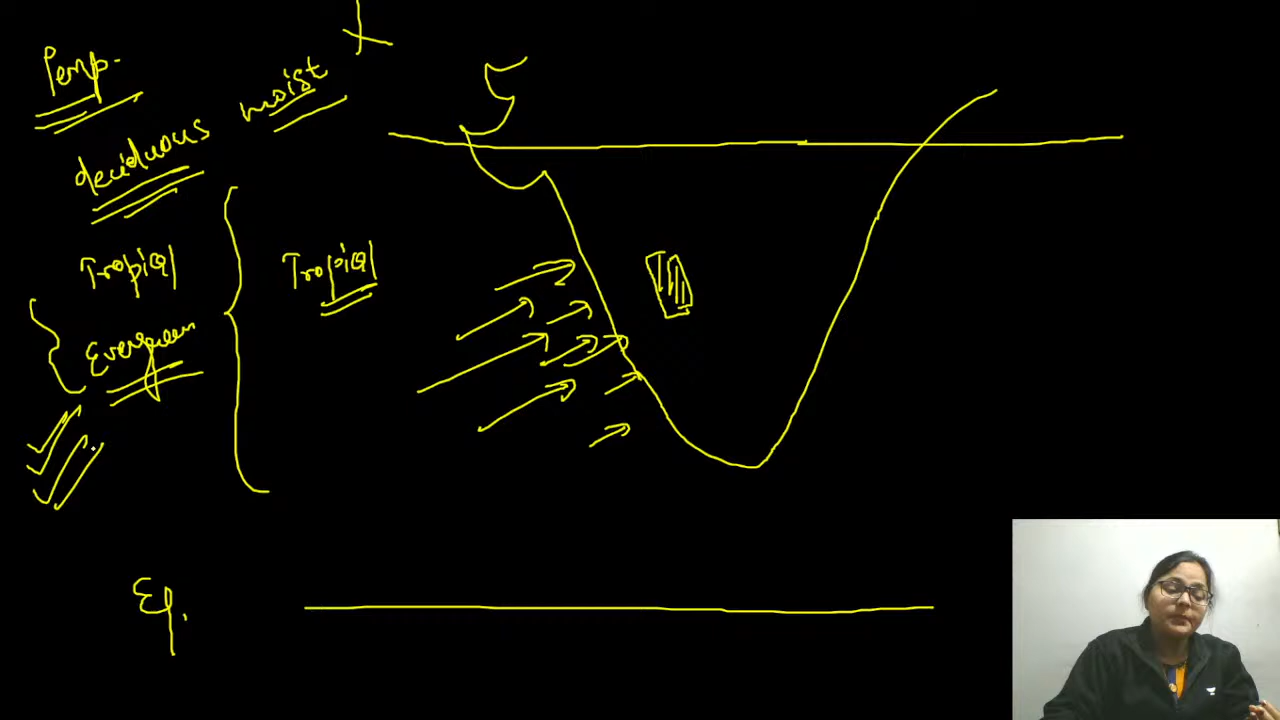 Temp.
deciduous moist
Tropical
Evergreen
Tropical
Eq.